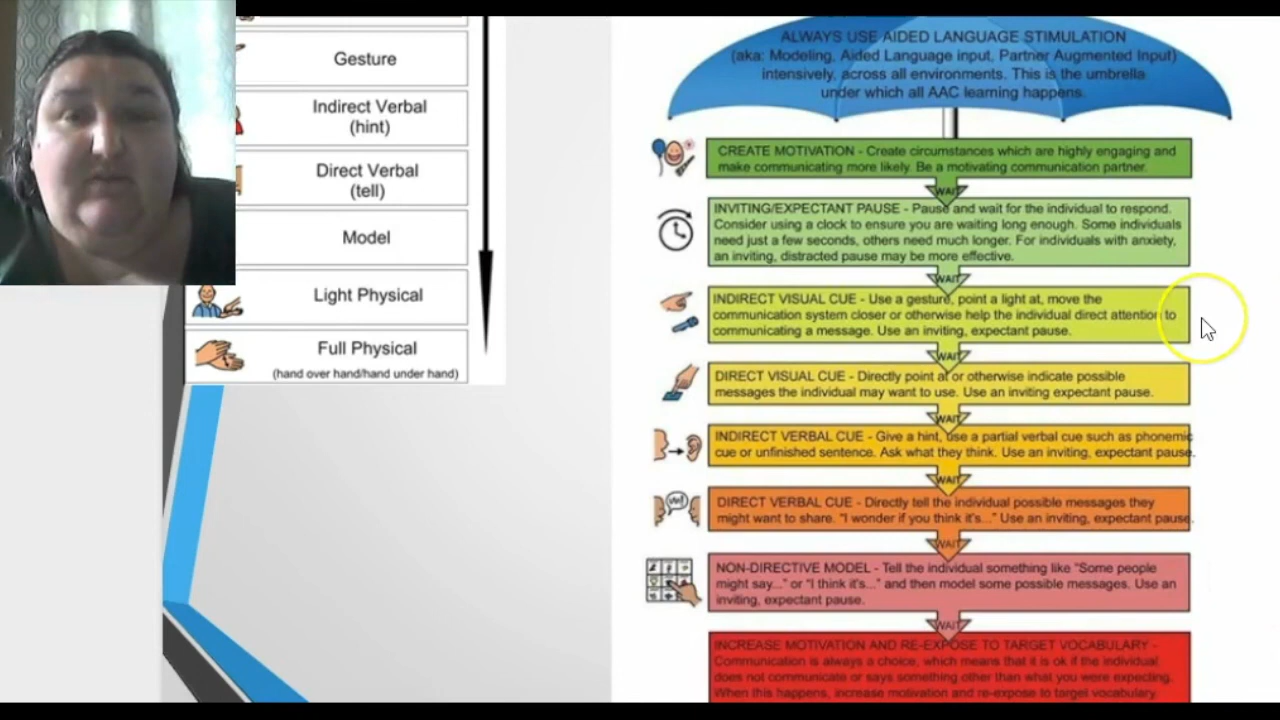 Gesture
Indirect Verbal
(hint)
Direct Verbal
(tell)
Model
Light Physical
Full Physical
(hand over hand/hand under hand)
ALWAYS USE AIDED LANGUAGE STIMULATION
(aka: Modeling, Aided Language input, Partner Augmented Input)
intensively, across all environments. This is the umbrella
under which all AAC learning happens.
CREATE MOTIVATION - Create circumstances which are highly engaging and
make communicating more likely. Be a motivating communication partner.
WAIT
INVITING/EXPECTANT PAUSE - Pause and wait for the individual to respond.
Consider using a clock to ensure you are waiting long enough. Some individuals
need just a few seconds, others need much longer. For individuals with anxiety,
an inviting, distracted pause may be more effective.
WAIT
INDIRECT VISUAL CUE - Use a gesture, point a light at, move the
communication system closer or otherwise help the individual direct attention to
communicating a message. Use an inviting, expectant pause.
WAIT
DIRECT VISUAL CUE - Directly point at or otherwise indicate possible
messages the individual may want to use. Use an inviting expectant pause.
WAIT
INDIRECT VERBAL CUE - Give a hint, use a partial verbal cue such as phonemic
cue or unfinished sentence. Ask what they think. Use an inviting, expectant pause.
WAIT
DIRECT VERBAL CUE - Directly tell the individual possible messages they
might want to share. "I wonder if you think it's..." Use an inviting, expectant pause.
WAIT
NON-DIRECTIVE MODEL - Tell the individual something like "Some people
might say..." or "I think it's..." and then model some possible messages. Use an
inviting, expectant pause.
WAIT
INCREASE MOTIVATION AND RE-EXPOSE TO TARGET VOCABULARY -
Communication is always a choice, which means that it is ok if the individual
does not communicate or says something other than what you were expecting.
When this happens, increase motivation and re-expose to target vocabulary.